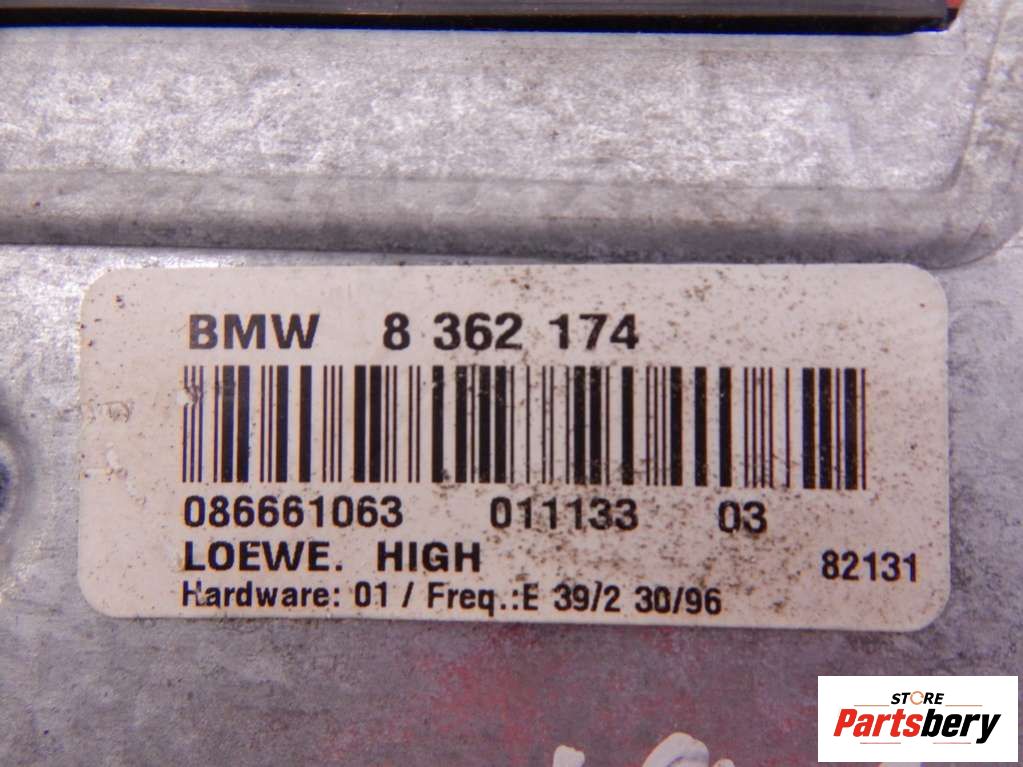 BMW 8 362 174
086661063 011133 03
LOEWE. HIGH 82131
Hardware: 01 / Freq.:E 39/2 30/96
STORE
Partsbery